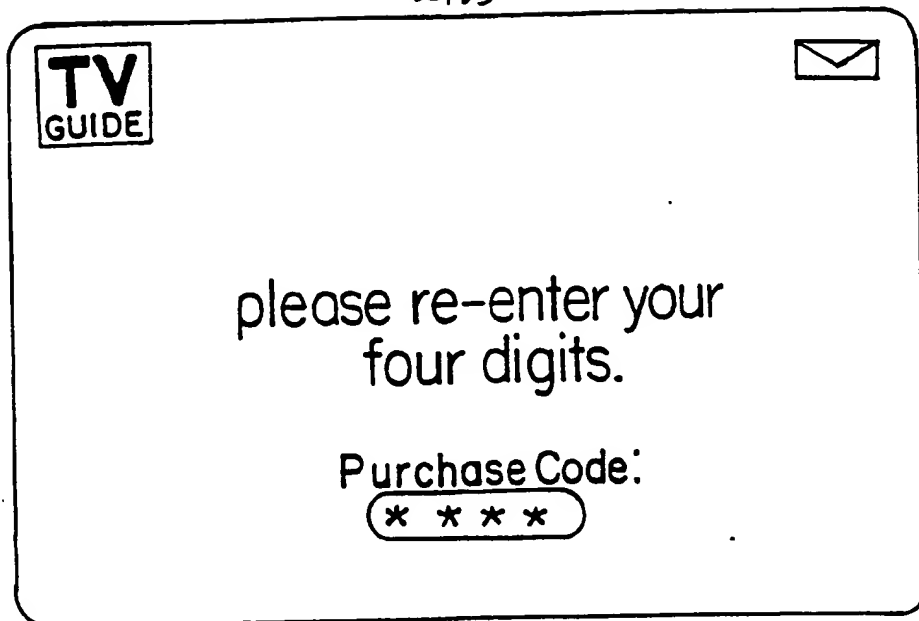 TV
GUIDE
please re-enter your
four digits.
Purchase Code:
* * * *